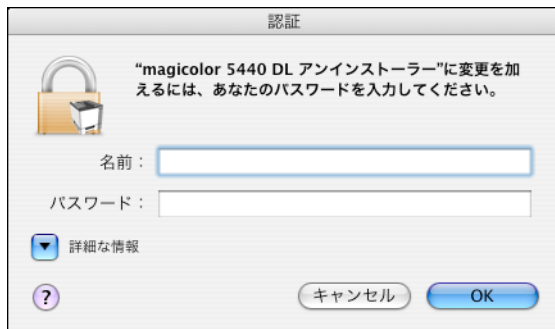 認証
“magicolor 5440 DL アンインストーラー”に変更を加
えるには、あなたのパスワードを入力してください。
名前：
パスワード：
詳細な情報
?
キャンセル
OK